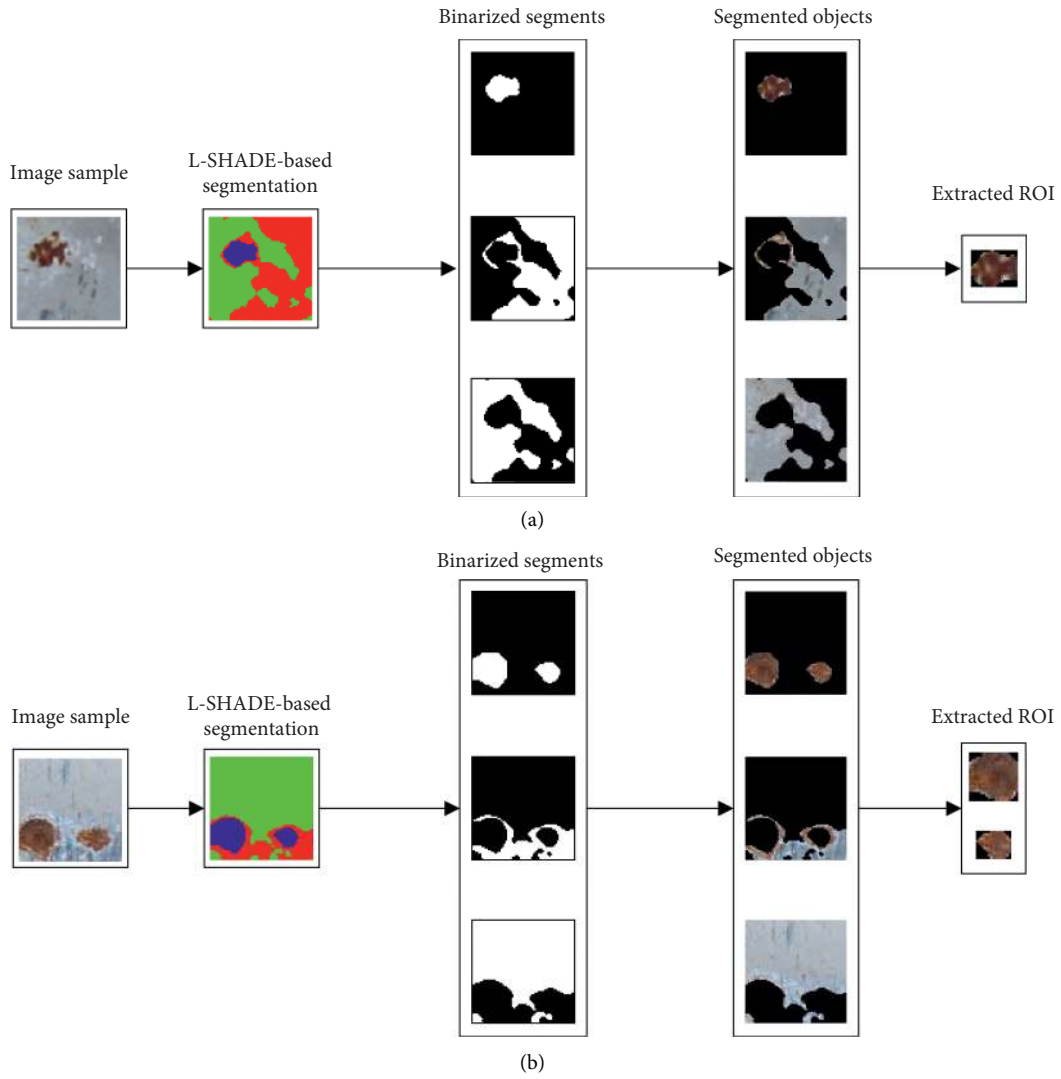 Binarized segments
Segmented objects
Image sample
L-SHADE-based
segmentation
Extracted ROI
(a)
Binarized segments
Segmented objects
Image sample
L-SHADE-based
segmentation
Extracted ROI
(b)